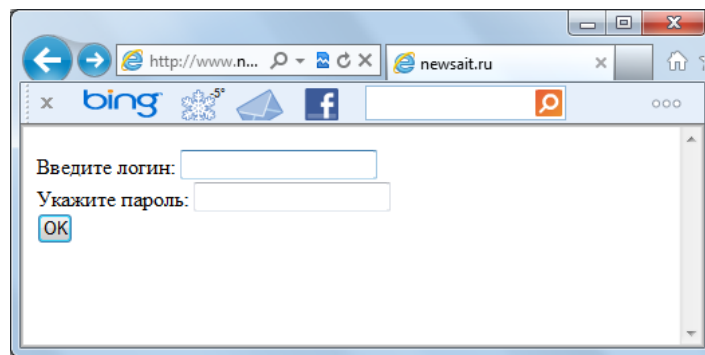 http://www.n...
newsait.ru
x bing 5° f
Введите логин:
Укажите пароль:
OK